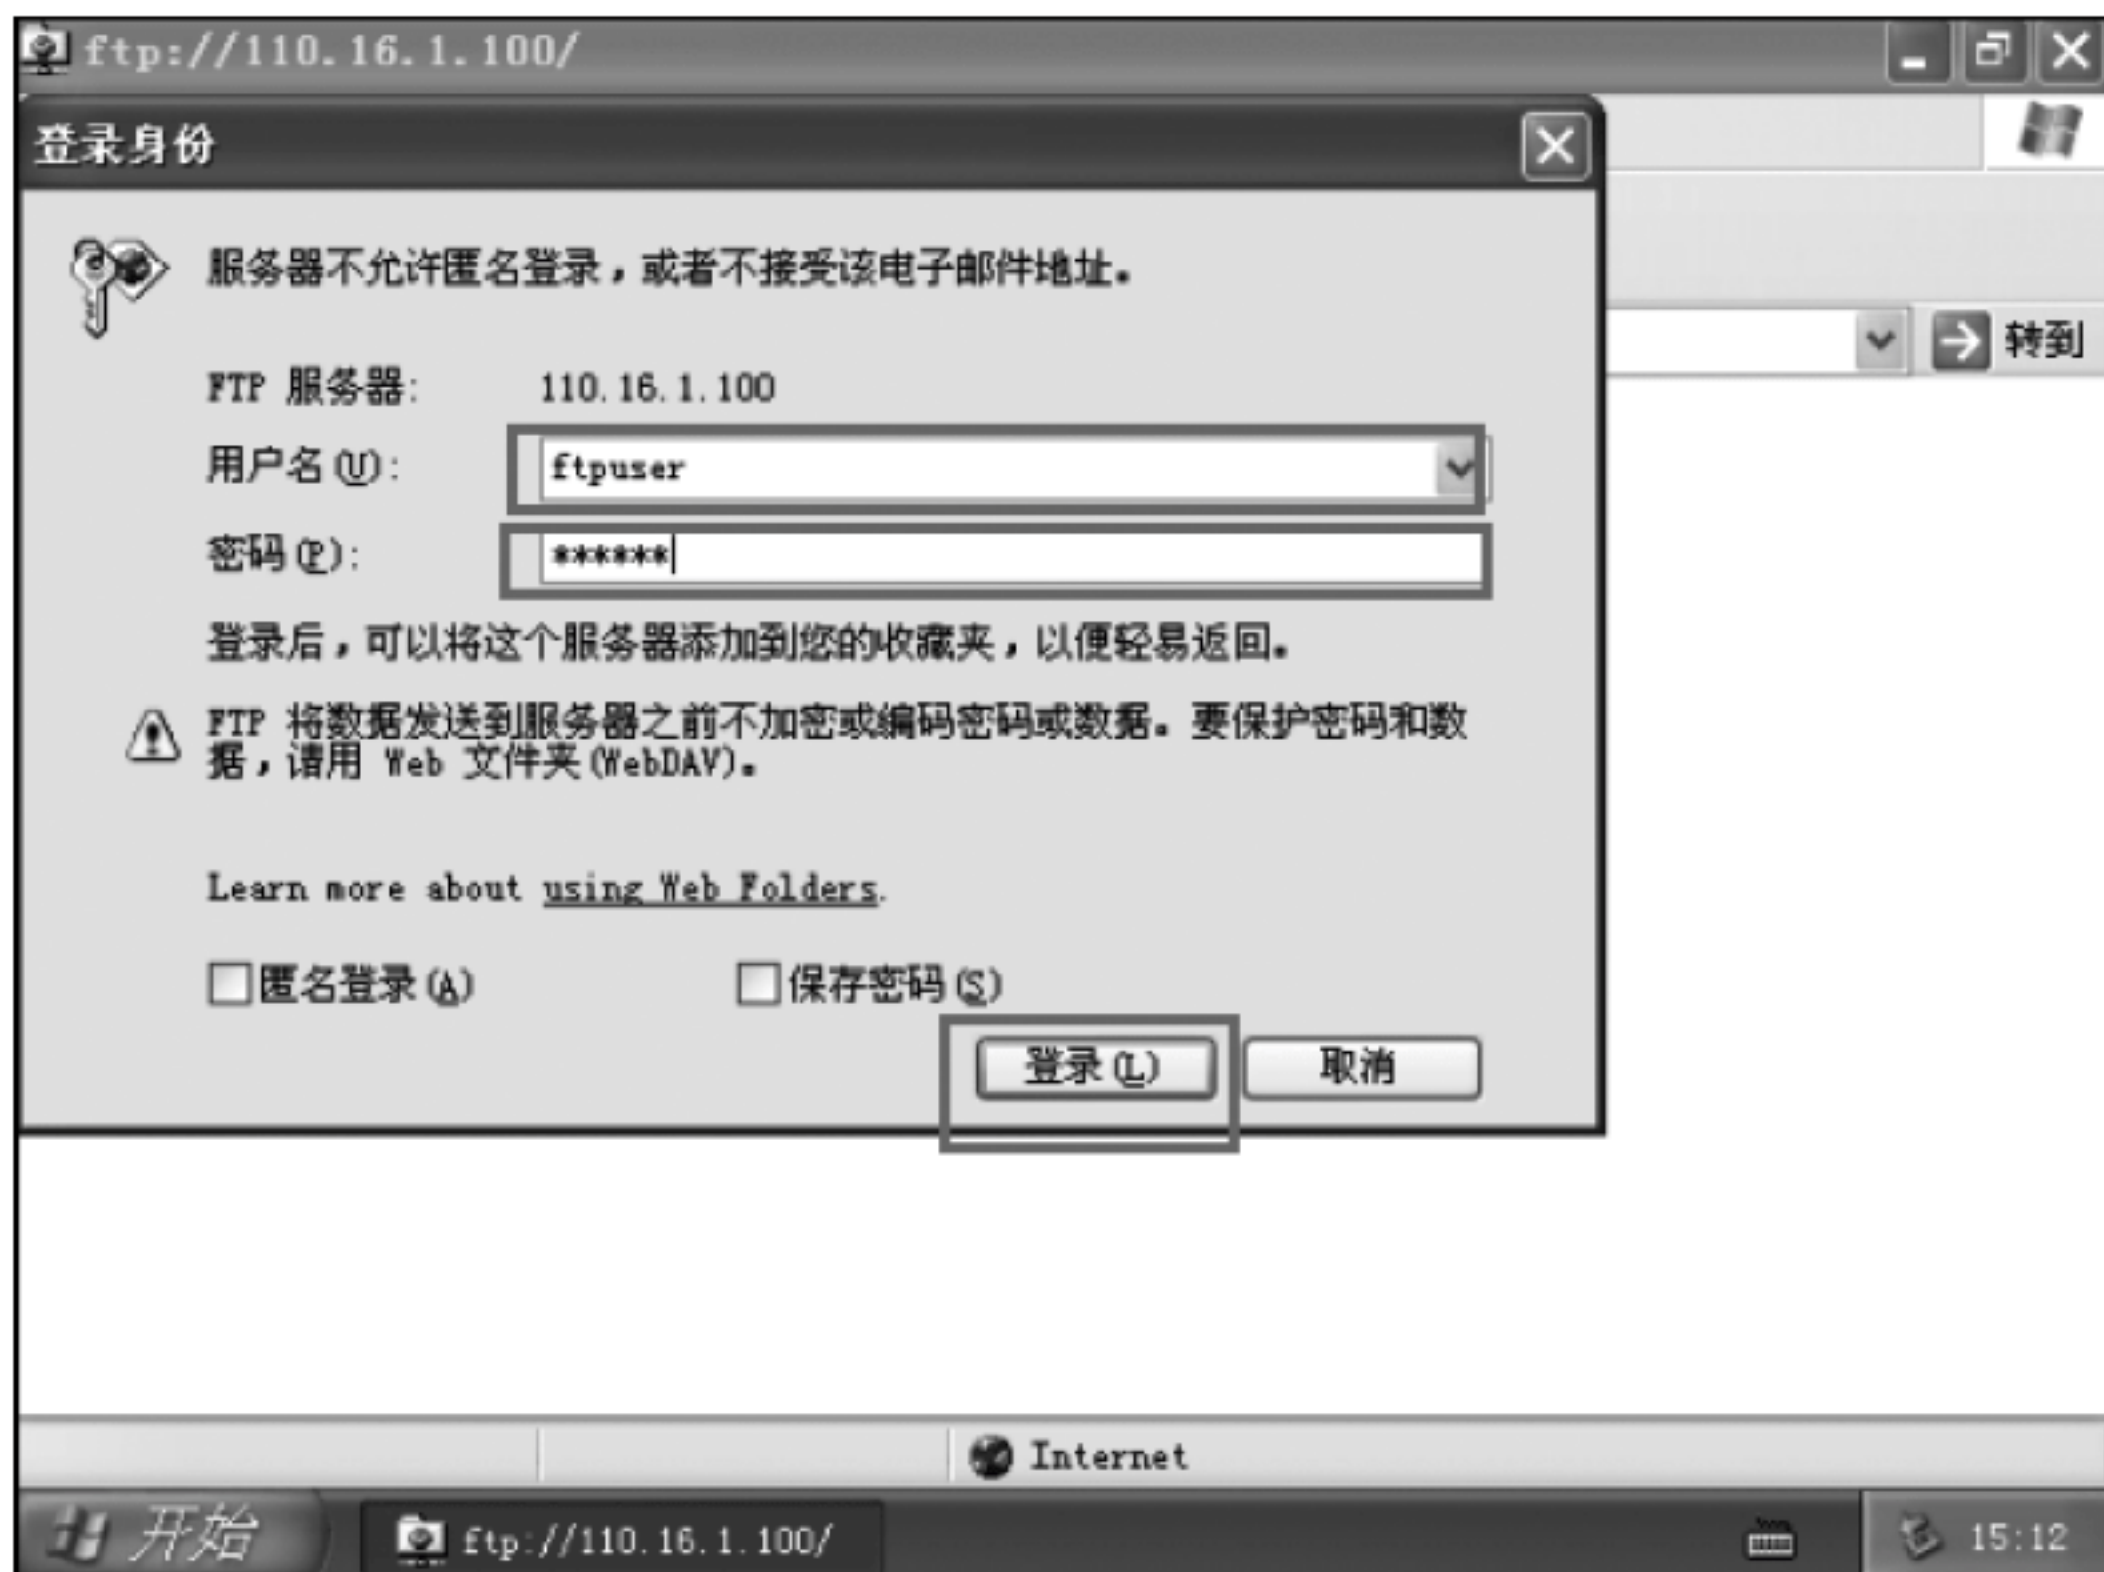 ftp://110.16.1.100/
登录身份
服务器不允许匿名登录，或者不接受该电子邮件地址。
转到
FTP 服务器: 110.16.1.100
用户名(U): ftpuser
密码(P): ******
登录后，可以将这个服务器添加到您的收藏夹，以便轻易返回。
FTP 将数据发送到服务器之前不加密或编码密码或数据。要保护密码和数
据，请用 Web 文件夹(WebDAV)。
Learn more about using Web Folders.
匿名登录(A) 保存密码(S)
登录(L) 取消
Internet
开始 ftp://110.16.1.100/ 15:12